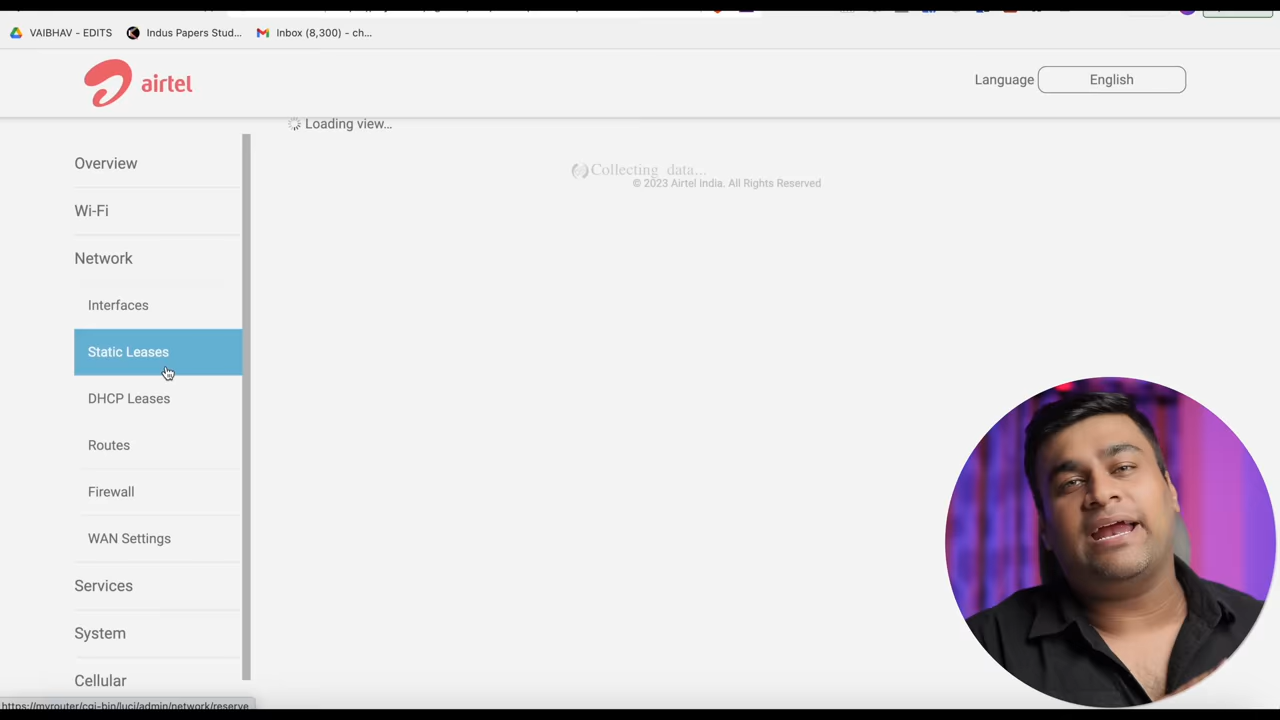 VAIBHAV - EDITS
Indus Papers Stud...
Inbox (8,300) - ch...
airtel
Language
English
Loading view...
Collecting data...
© 2023 Airtel India. All Rights Reserved
Overview
Wi-Fi
Network
Interfaces
Static Leases
DHCP Leases
Routes
Firewall
WAN Settings
Services
System
Cellular
https://myrouter/cgi-bin/luci/admin/network/reserve